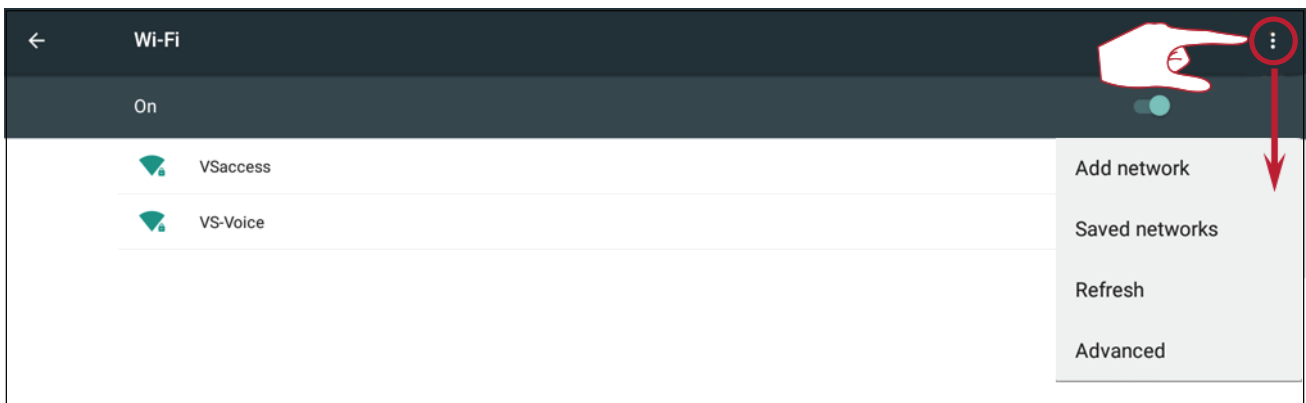 Wi-Fi
On
VSaccess
VS-Voice
Add network
Saved networks
Refresh
Advanced